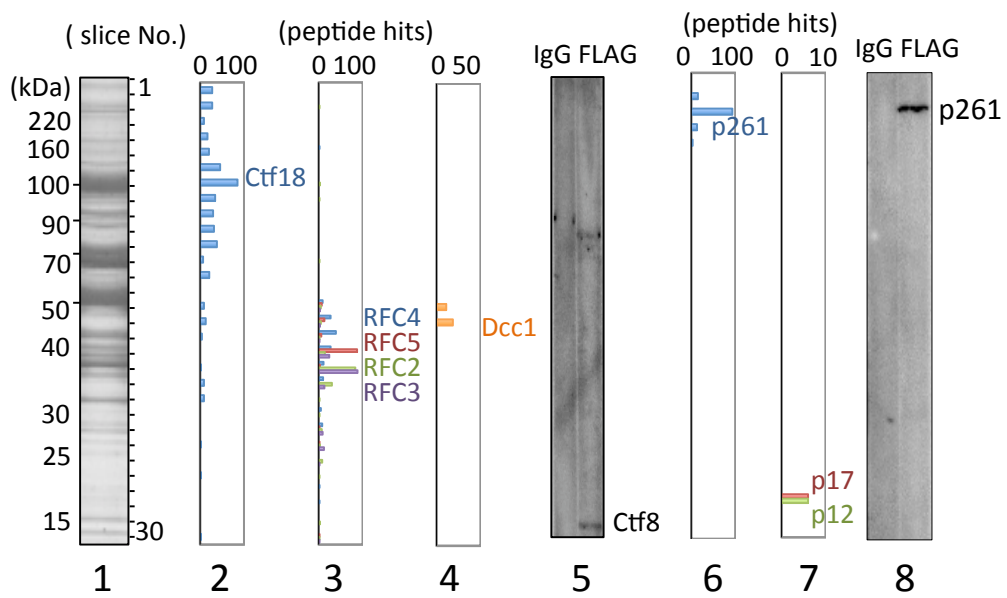 ( slice No.)
(peptide hits)
(peptide hits)
IgG FLAG
IgG FLAG
0 100
0 100
0 50
0 100
0 10
(kDa)
1
220
160
100
90
70
50
40
30
25
15
30
Ctf18
RFC4
RFC5
RFC2
RFC3
Dcc1
Ctf8
p261
p17
p12
p261
1 2 3 4 5 6 7 8